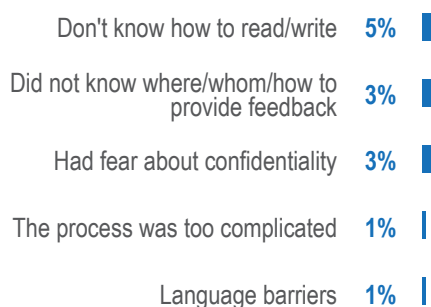 Don't know how to read/write 5%
Did not know where/whom/how to
provide feedback 3%
Had fear about confidentiality 3%
The process was too complicated 1%
Language barriers 1%